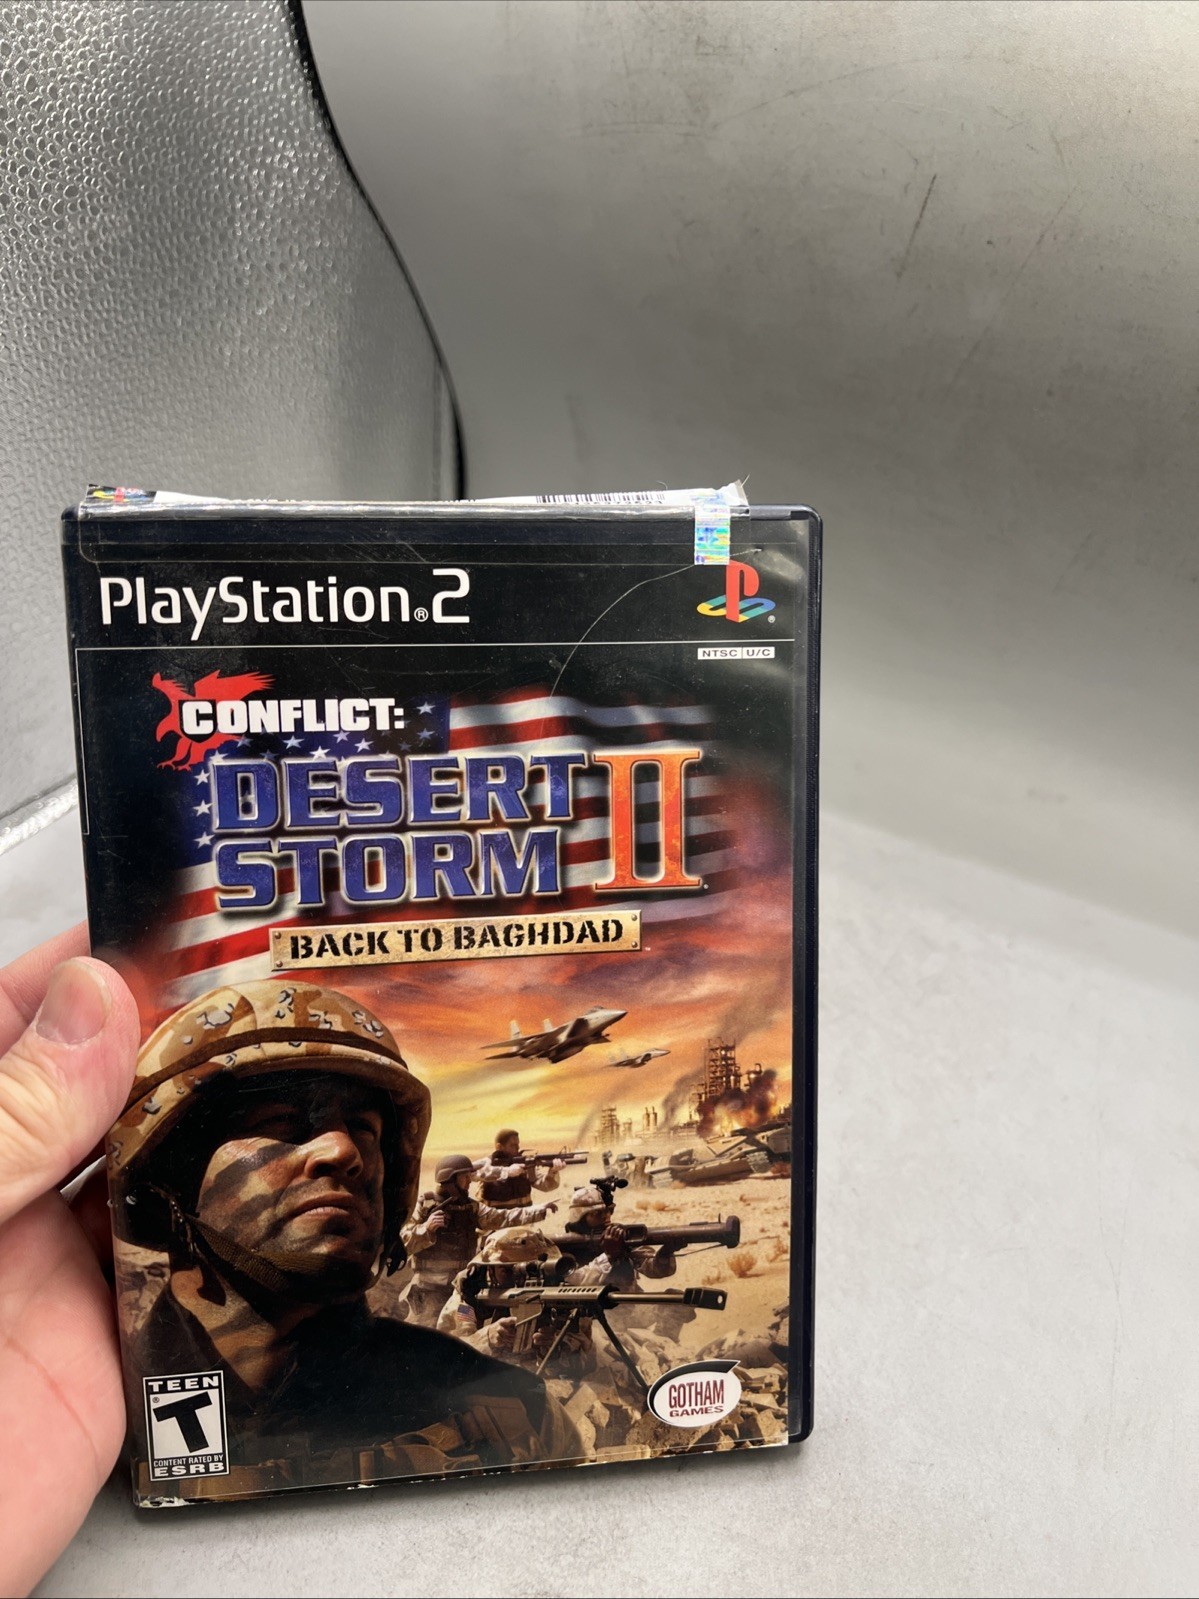 PlayStation®2
NTSC U/C
CONFLICT:
DESERT
STORM II
BACK TO BAGHDAD
TEEN
T
CONTENT RATED BY
ESRB
GOTHAM
GAMES